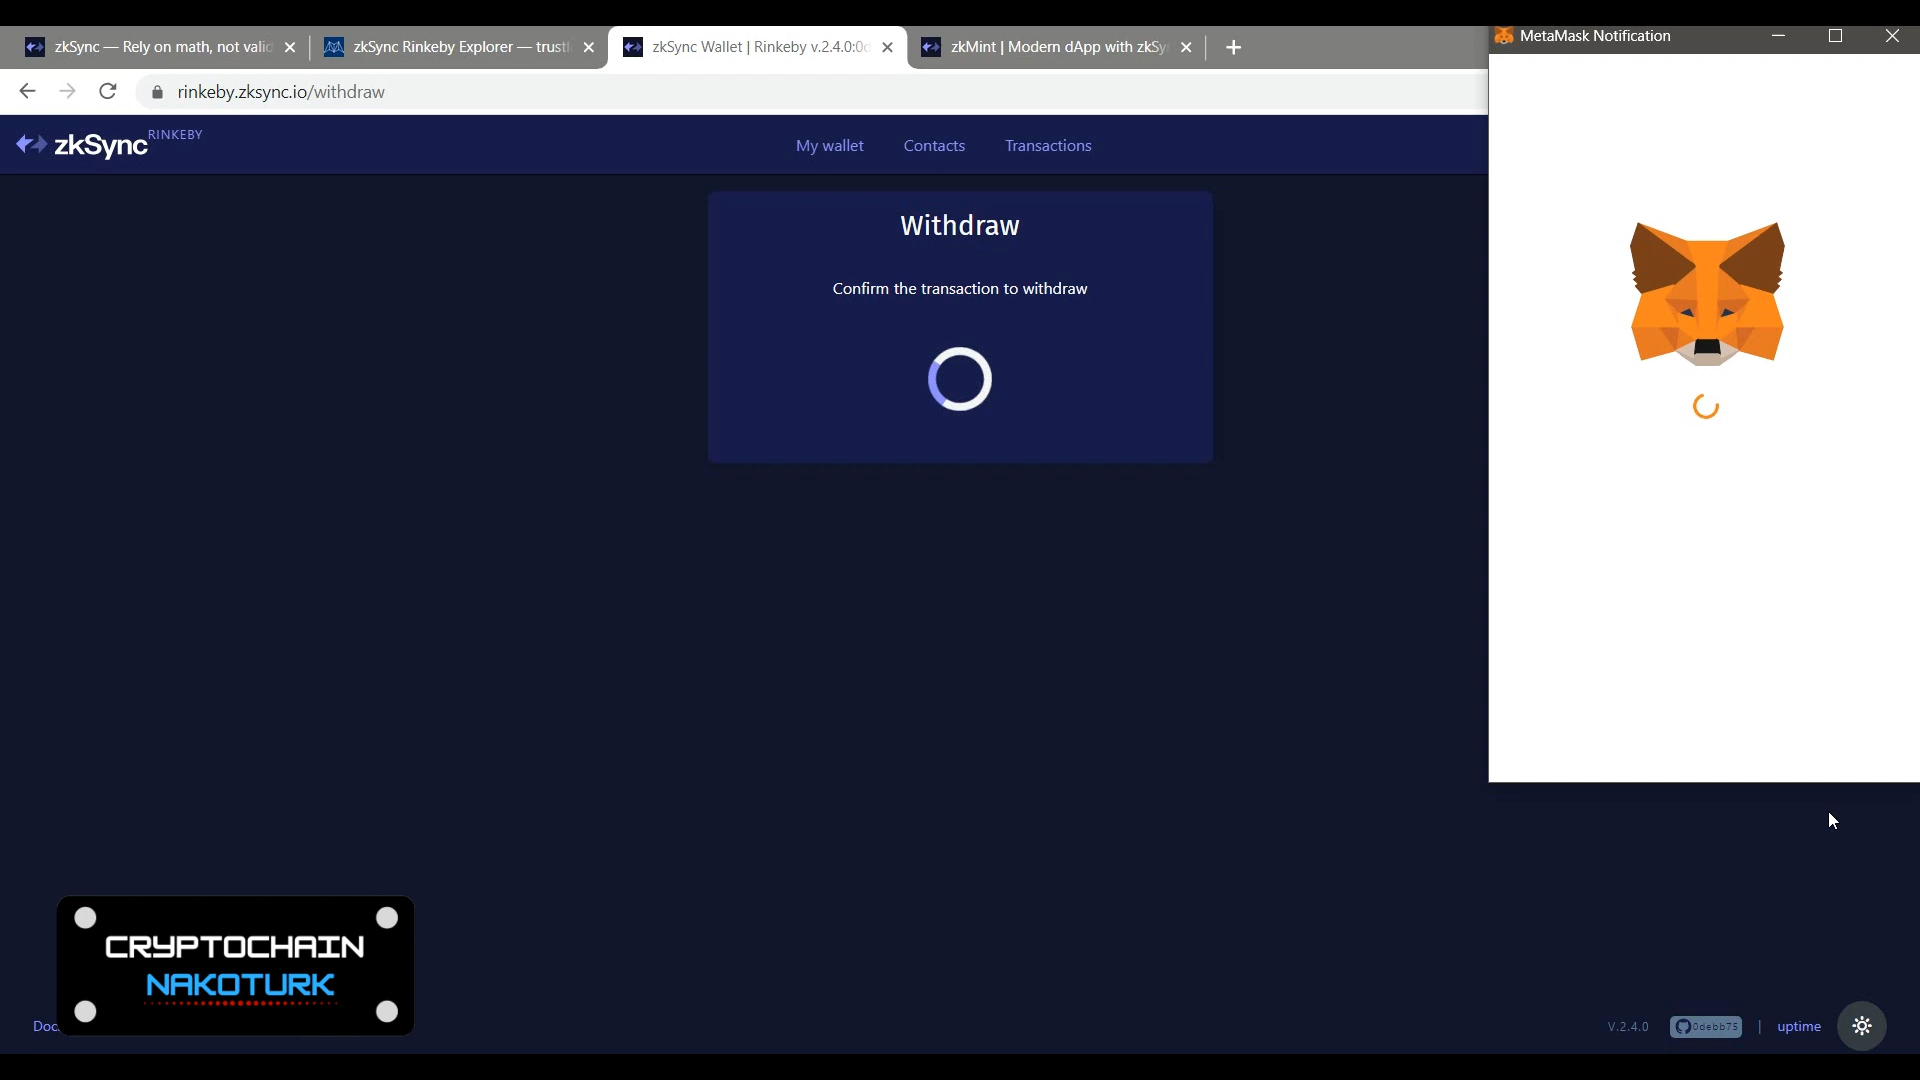 zkSync — Rely on math, not valid
zkSync Rinkeby Explorer — trustl
zkSync Wallet | Rinkeby v.2.4.0:0d
zkMint | Modern dApp with zkSy
MetaMask Notification
rinkeby.zksync.io/withdraw
zkSync RINKEBY
My wallet
Contacts
Transactions
Withdraw
Confirm the transaction to withdraw
CRYPTOCHAIN
NAKOTURK
Doc
V.2.4.0
0debb75
|
uptime